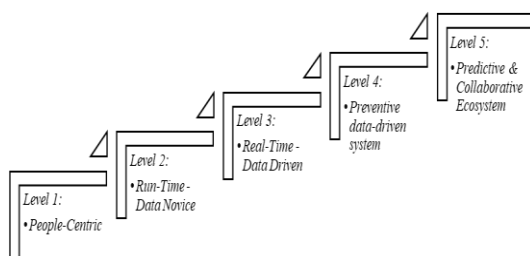 Level 1:
•People-Centric
Level 2:
•Run-Time -
Data Novice
Level 3:
•Real-Time -
Data Driven
Level 4:
•Preventive
data-driven
system
Level 5:
•Predictive &
Collaborative
Ecosystem